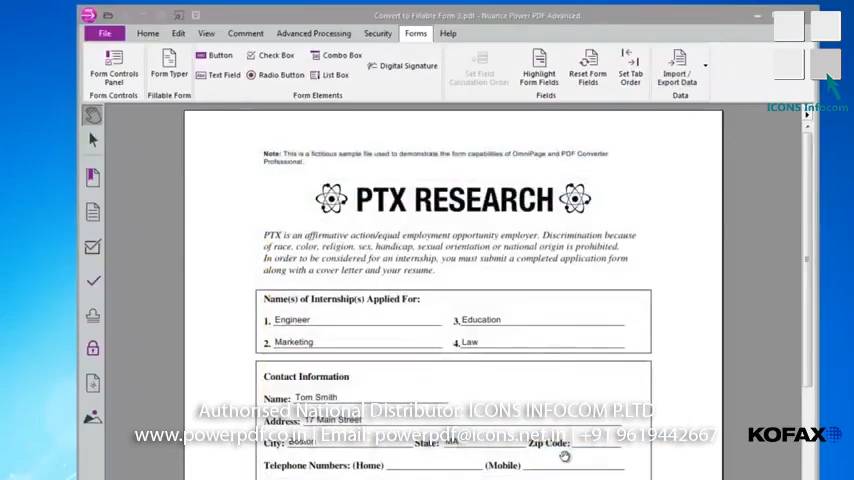 Convert to Fillable Form 3.pdf - Nuance Power PDF Advanced
File Home Edit View Comment Advanced Processing Security Forms Help
Form Controls Panel
Form Typer
Button
Check Box
Combo Box
Text Field
Radio Button
List Box
Digital Signature
Set Field Calculation Order
Highlight Form Fields
Reset Form Fields
Set Tab Order
Import / Export Data
Form Controls
Fillable Form
Form Elements
Fields
Data
ICONS Infocom
Note: This is a fictitious sample file used to demonstrate the form capabilities of OmniPage and PDF Converter
Professional.
PTX RESEARCH
PTX is an affirmative action/equal employment opportunity employer. Discrimination because
of race, color, religion, sex, handicap, sexual orientation or national origin is prohibited.
In order to be considered for an internship, you must submit a completed application form
along with a cover letter and your resume.
Name(s) of Internship(s) Applied For:
1. Engineer 3. Education
2. Marketing 4. Law
Contact Information
Name: Tom Smith
Address: 17 Main Street
City: Boston State: MA Zip Code:
Telephone Numbers: (Home) (Mobile)
Authorised National Distributor: ICONS INFOCOM P.LTD
www.powerpdf.co.in | Email: powerpdf@icons.net.in | +91 9619442667
KOFAX